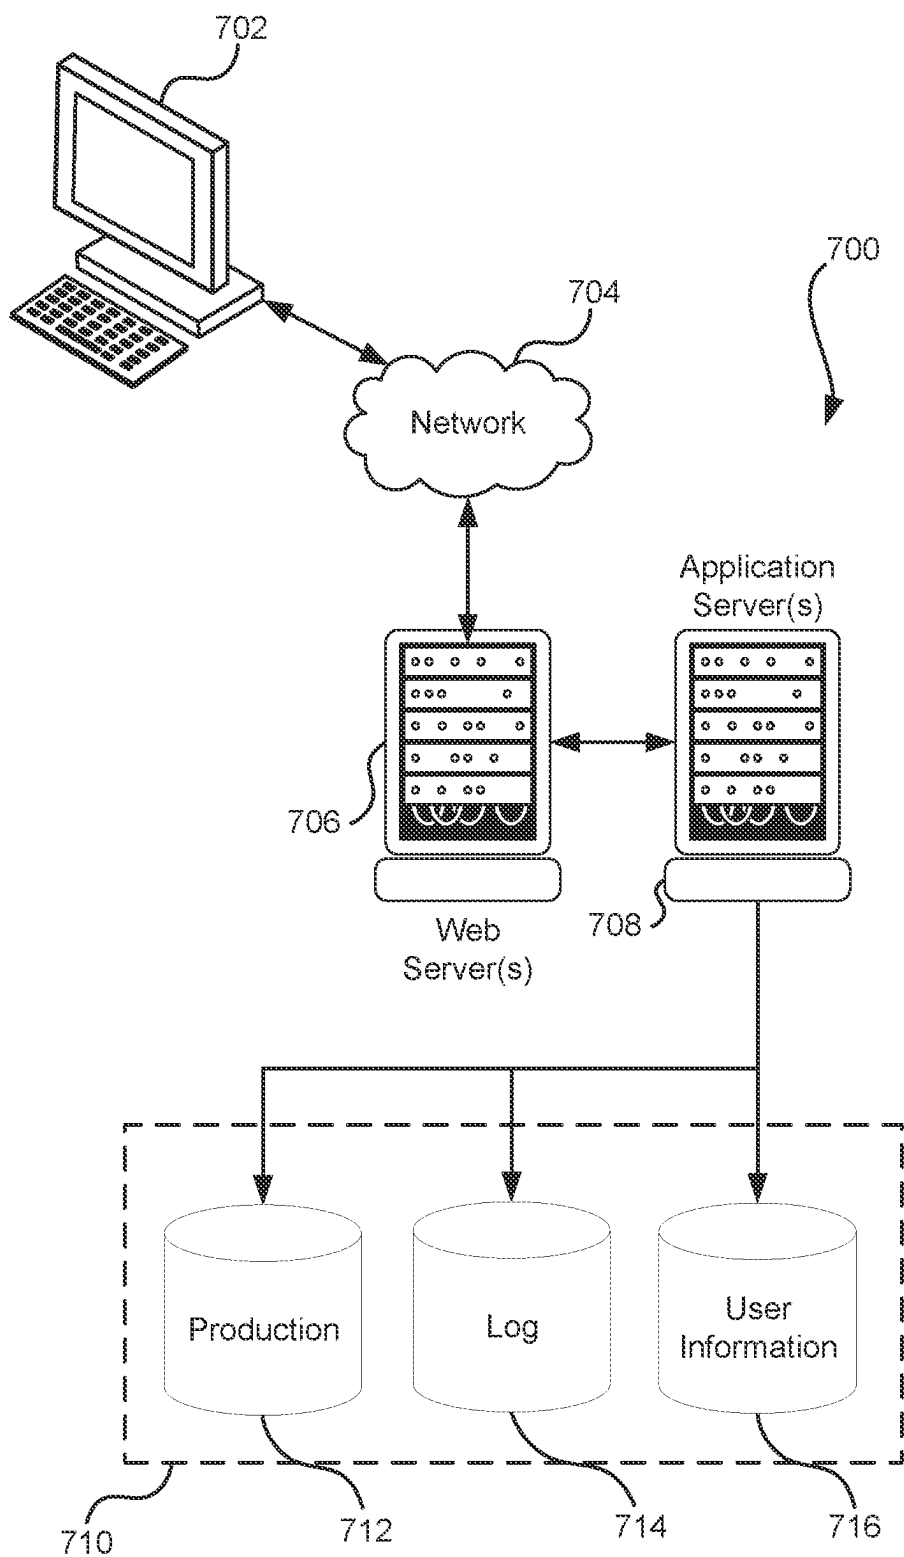 702
700
704
Network
Application
Server(s)
706
708
Web
Server(s)
Production
Log
User
Information
710
712
714
716